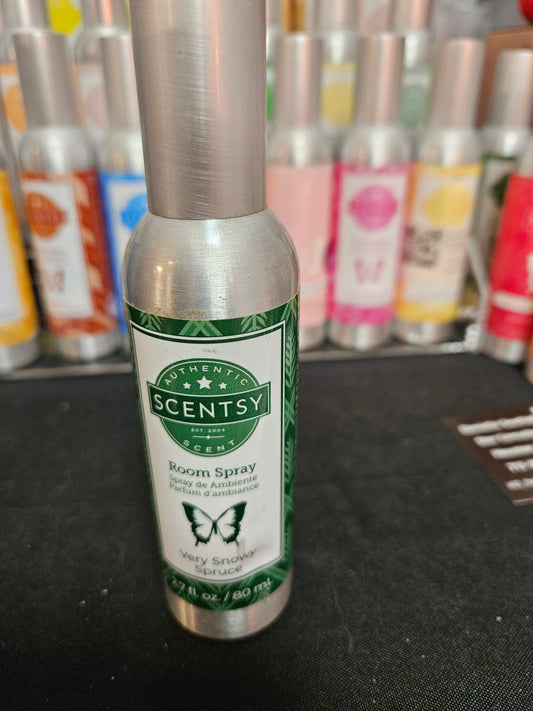 AUTHENTIC
SCENTSY
EST. 2004
SCENT
Room Spray
Spray de Ambiente
Parfum d'ambiance
Very Snowy
Spruce
2.7 fl. oz. / 80 mL